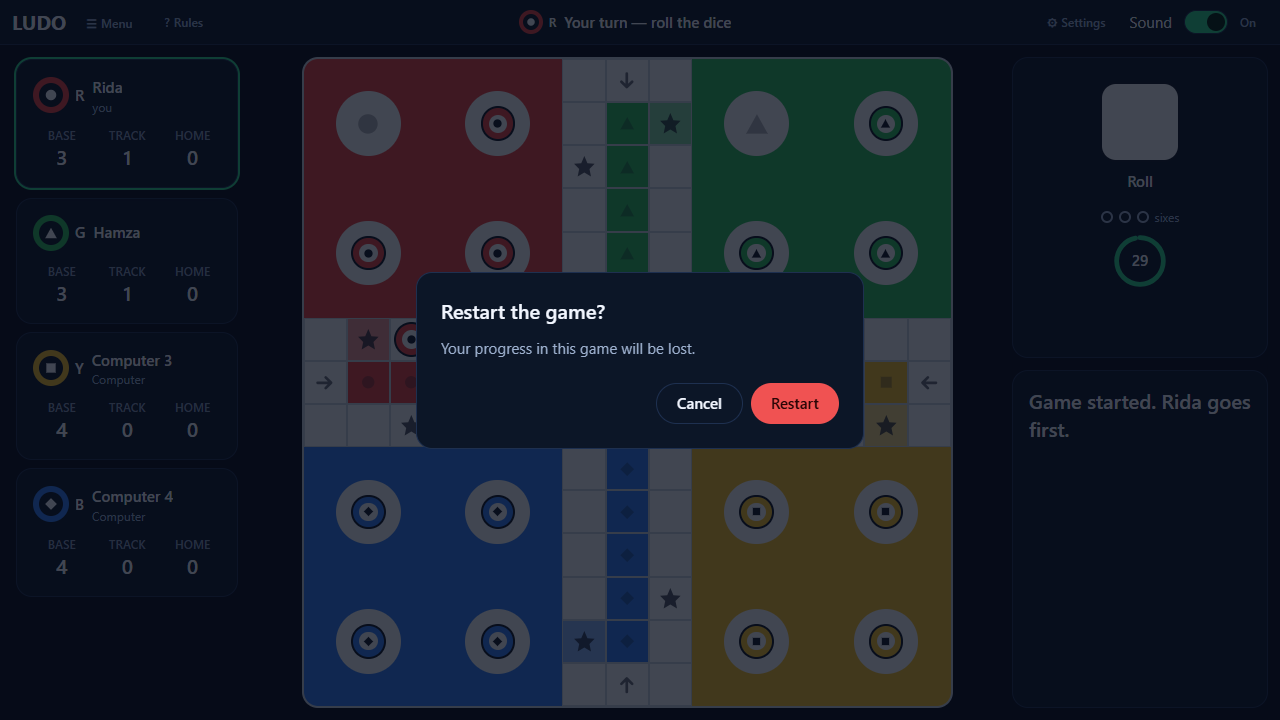 LUDO
☰ Menu
? Rules
R Your turn — roll the dice
⚙ Settings
Sound
On
R Rida
you
BASE TRACK HOME
3 1 0
G Hamza
BASE TRACK HOME
3 1 0
Y Computer 3
Computer
BASE TRACK HOME
4 0 0
B Computer 4
Computer
BASE TRACK HOME
4 0 0
Restart the game?
Your progress in this game will be lost.
Cancel
Restart
Roll
sixes
29
Game started. Rida goes
first.